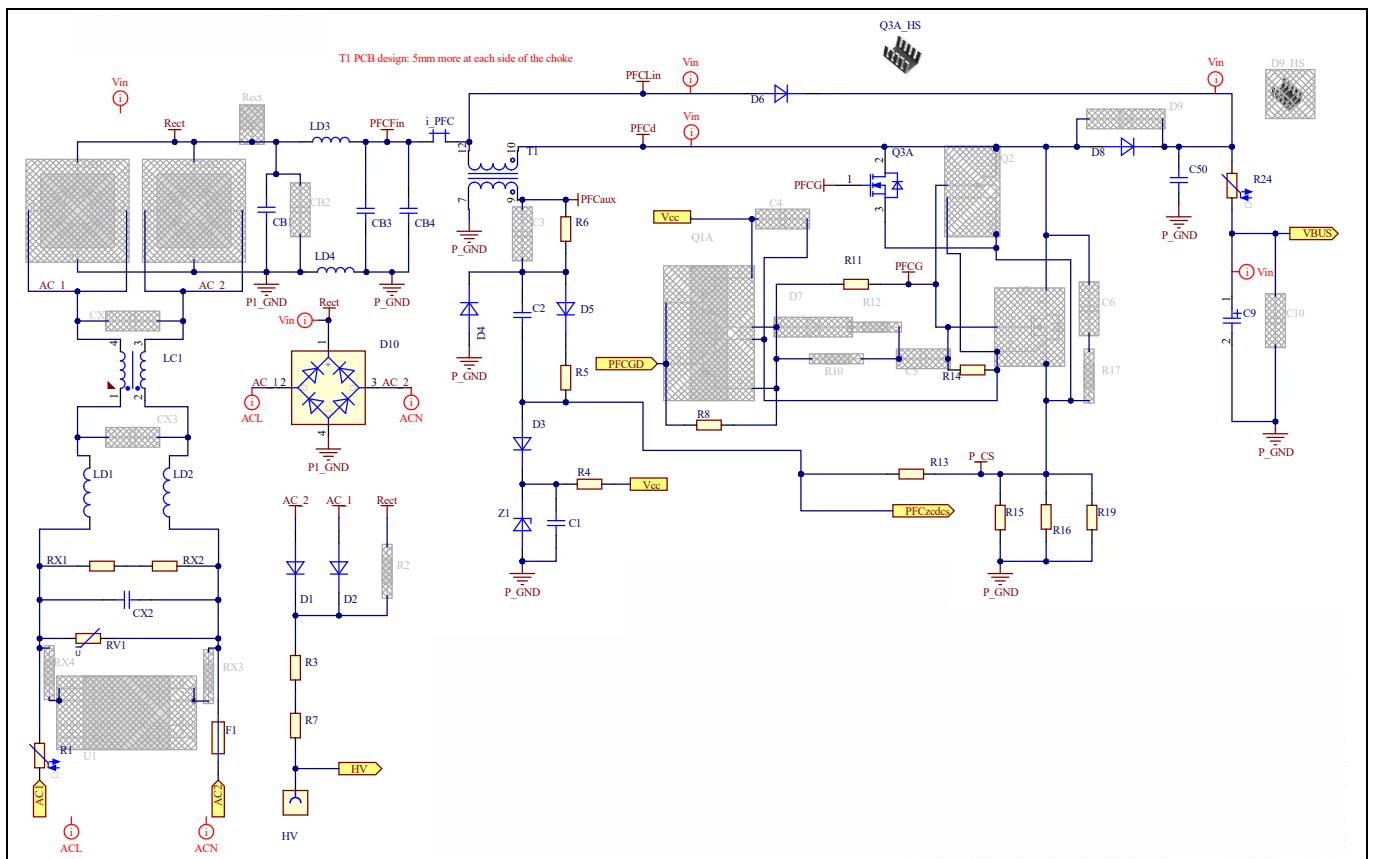 Q3A_HS
T1 PCB design: 5mm more at each side of the choke
D9_HS
Vin
i
PFCLin
Vin
i
Vin
i
D6
Rect
Rect
LD3
PFCFin
i_PFC
12
10
T1
PFCd
Vin
i
D9
D8
2
Q3A
Q2
C50
R24
PFCG
1
3
P_GND
7
9
PFCaux
CB
CB2
CB3
CB4
P_GND
C3
R6
Vcc
C4
Q1A
VBUS
LD4
P1_GND
P_GND
AC_1
AC_2
R11
PFCG
i
Vin
Rect
Vin
i
CX
D4
C2
D5
D7
R12
C6
1
C9
2
C10
4
3
LC1
1
2
D10
1
AC_1
2
3
AC_2
4
i
ACL
i
ACN
P_GND
PFCGD
R10
C5
R14
R17
R5
P_GND
CX3
P1_GND
R8
D3
LD1
LD2
R13
P_CS
R4
Vcc
AC_2
AC_1
Rect
Z1
C1
PFCzcdcs
R15
R16
R19
RX1
RX2
D1
D2
R2
P_GND
P_GND
CX2
RV1
U
RX4
RX3
R3
R7
F1
R1
U1
HV
AC1
AC2
i
ACL
i
ACN
HV